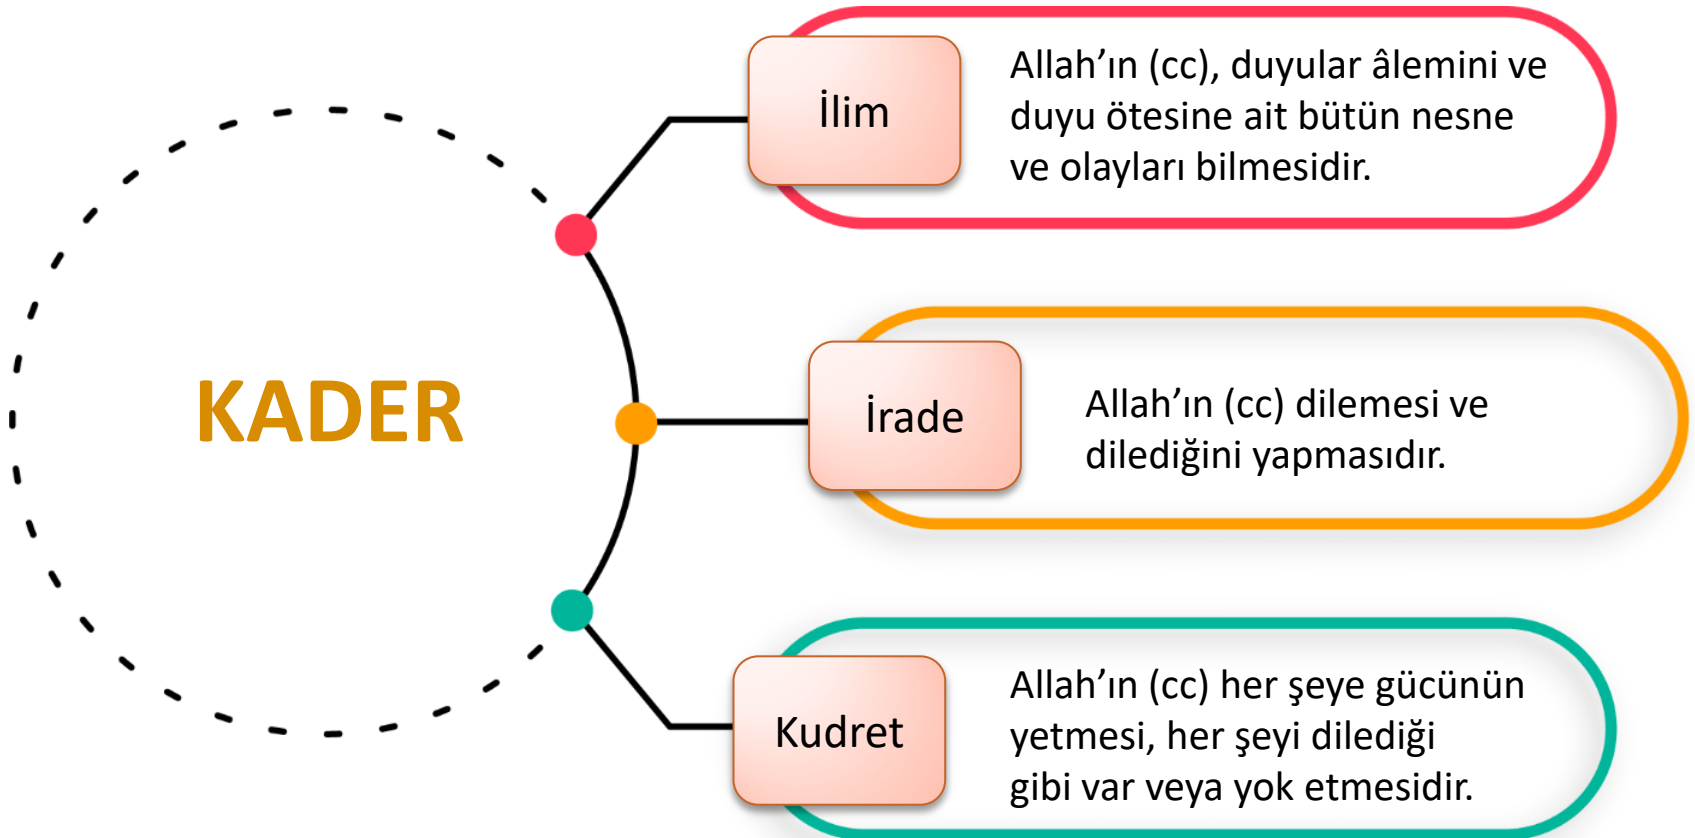 KADER
İlim
Allah’ın (cc), duyular âlemini ve
duyu ötesine ait bütün nesne
ve olayları bilmesidir.
İrade
Allah’ın (cc) dilemesi ve
dilediğini yapmasıdır.
Kudret
Allah’ın (cc) her şeye gücünün
yetmesi, her şeyi dilediği
gibi var veya yok etmesidir.